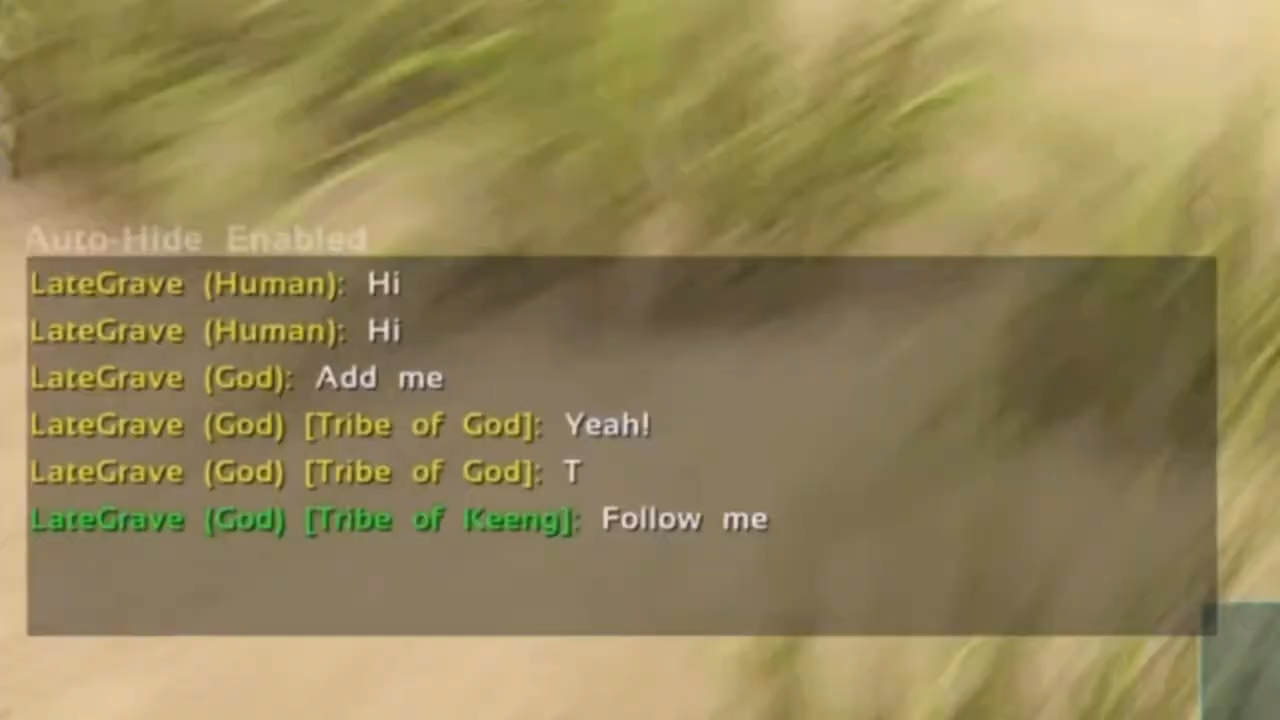 Auto-Hide Enabled
LateGrave (Human): Hi
LateGrave (Human): Hi
LateGrave (God): Add me
LateGrave (God) [Tribe of God]: Yeah!
LateGrave (God) [Tribe of God]: T
LateGrave (God) [Tribe of Keeng]: Follow me